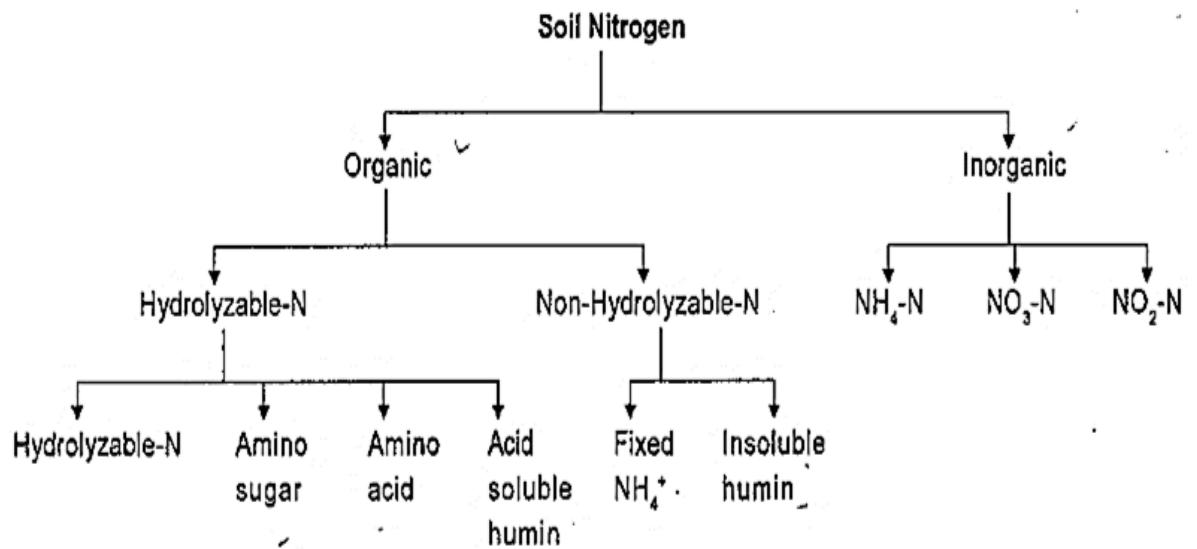 Soil Nitrogen
Organic
Inorganic
Hydrolyzable-N
Non-Hydrolyzable-N
NH₄-N
NO₃-N
NO₂-N
Hydrolyzable-N
Amino
sugar
Amino
acid
Acid
soluble
humin
Fixed
NH₄⁺
Insoluble
humin